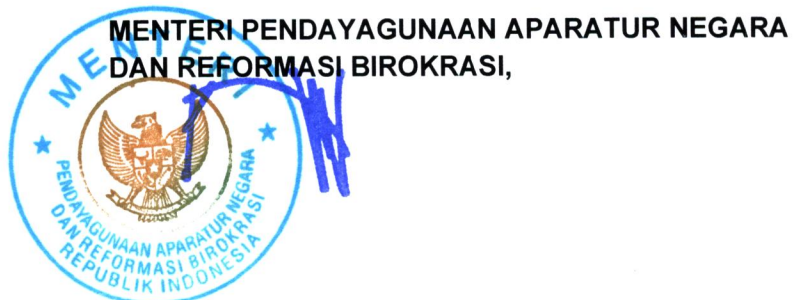 MENTERI PENDAYAGUNAAN APARATUR NEGARA
DAN REFORMASI BIROKRASI,
MENTERI
PENDAYAGUNAAN APARATUR NEGARA
DAN REFORMASI BIROKRASI
REPUBLIK INDONESIA